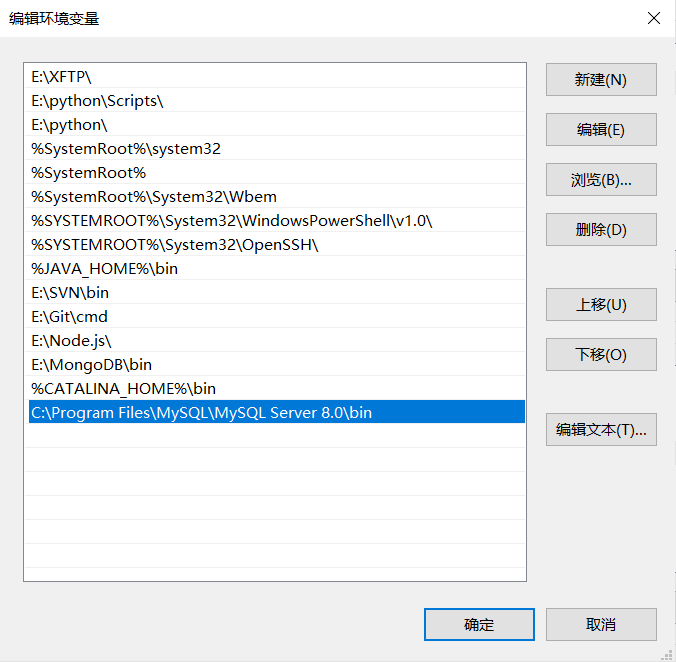 编辑环境变量
E:\XFTP\
E:\python\Scripts\
E:\python\
%SystemRoot%\system32
%SystemRoot%
%SystemRoot%\System32\Wbem
%SYSTEMROOT%\System32\WindowsPowerShell\v1.0\
%SYSTEMROOT%\System32\OpenSSH\
%JAVA_HOME%\bin
E:\SVN\bin
E:\Git\cmd
E:\Node.js\
E:\MongoDB\bin
%CATALINA_HOME%\bin
C:\Program Files\MySQL\MySQL Server 8.0\bin
新建(N)
编辑(E)
浏览(B)...
删除(D)
上移(U)
下移(O)
编辑文本(T)...
确定
取消